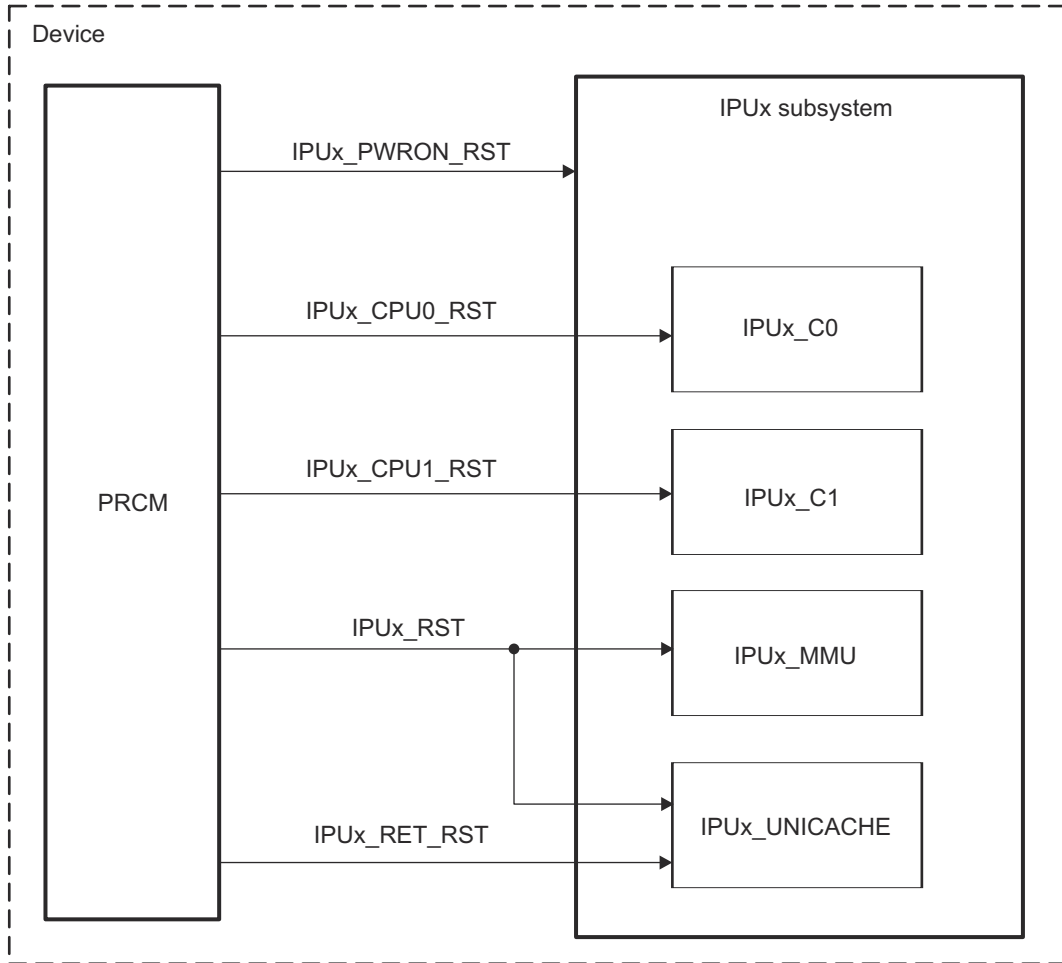 Device
IPUx subsystem
IPUx_PWRON_RST
IPUx_CPU0_RST
IPUx_C0
IPUx_CPU1_RST
IPUx_C1
PRCM
IPUx_RST
IPUx_MMU
IPUx_RET_RST
IPUx_UNICACHE